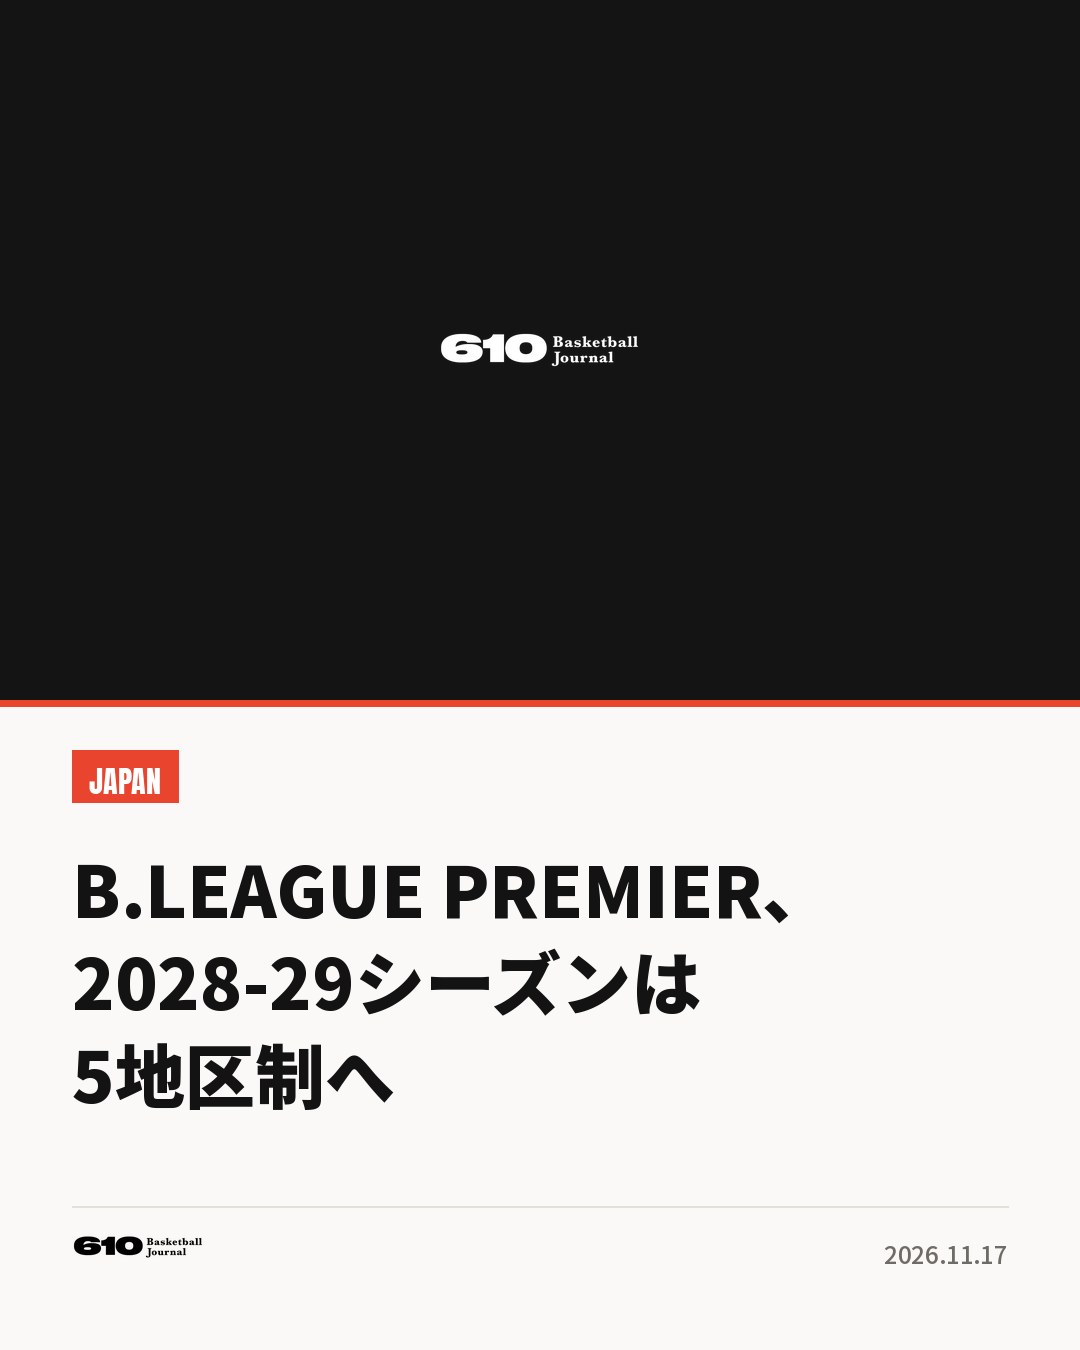 610 Basketball
Journal
JAPAN
B.LEAGUE PREMIER、
2028-29シーズンは
5地区制へ
610 Basketball
Journal
2026.11.17